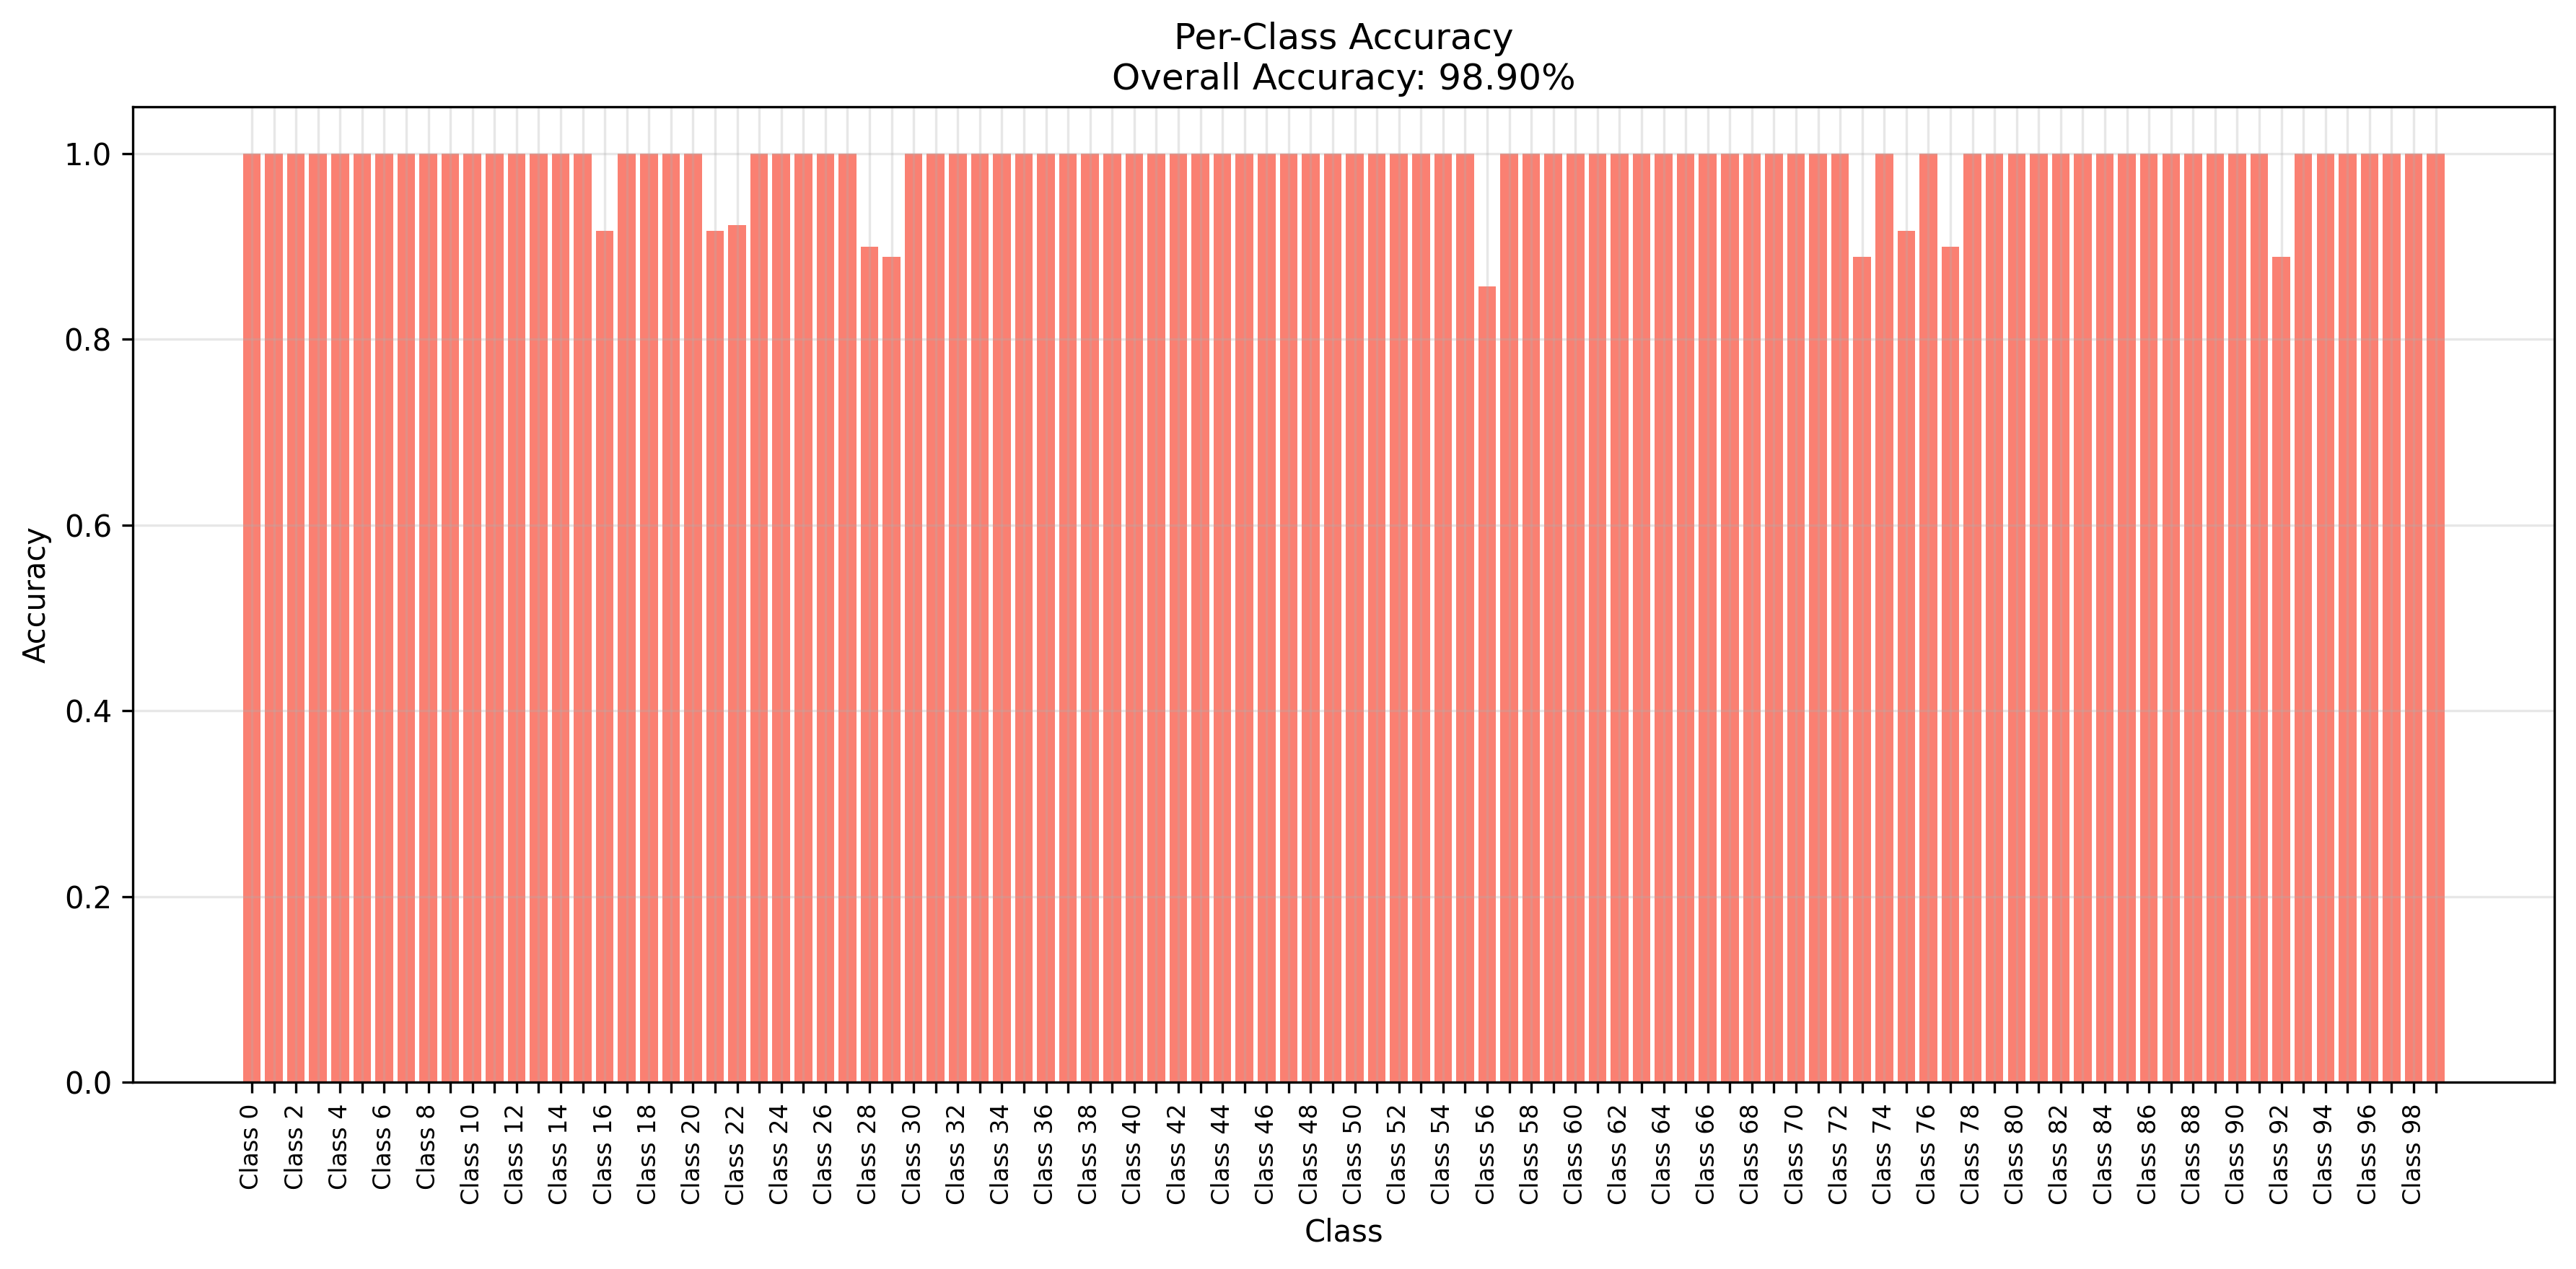 Per-Class Accuracy
Overall Accuracy: 98.90%
Accuracy
1.0
0.8
0.6
0.4
0.2
0.0
Class 0
Class 2
Class 4
Class 6
Class 8
Class 10
Class 12
Class 14
Class 16
Class 18
Class 20
Class 22
Class 24
Class 26
Class 28
Class 30
Class 32
Class 34
Class 36
Class 38
Class 40
Class 42
Class 44
Class 46
Class 48
Class 50
Class 52
Class 54
Class 56
Class 58
Class 60
Class 62
Class 64
Class 66
Class 68
Class 70
Class 72
Class 74
Class 76
Class 78
Class 80
Class 82
Class 84
Class 86
Class 88
Class 90
Class 92
Class 94
Class 96
Class 98
Class